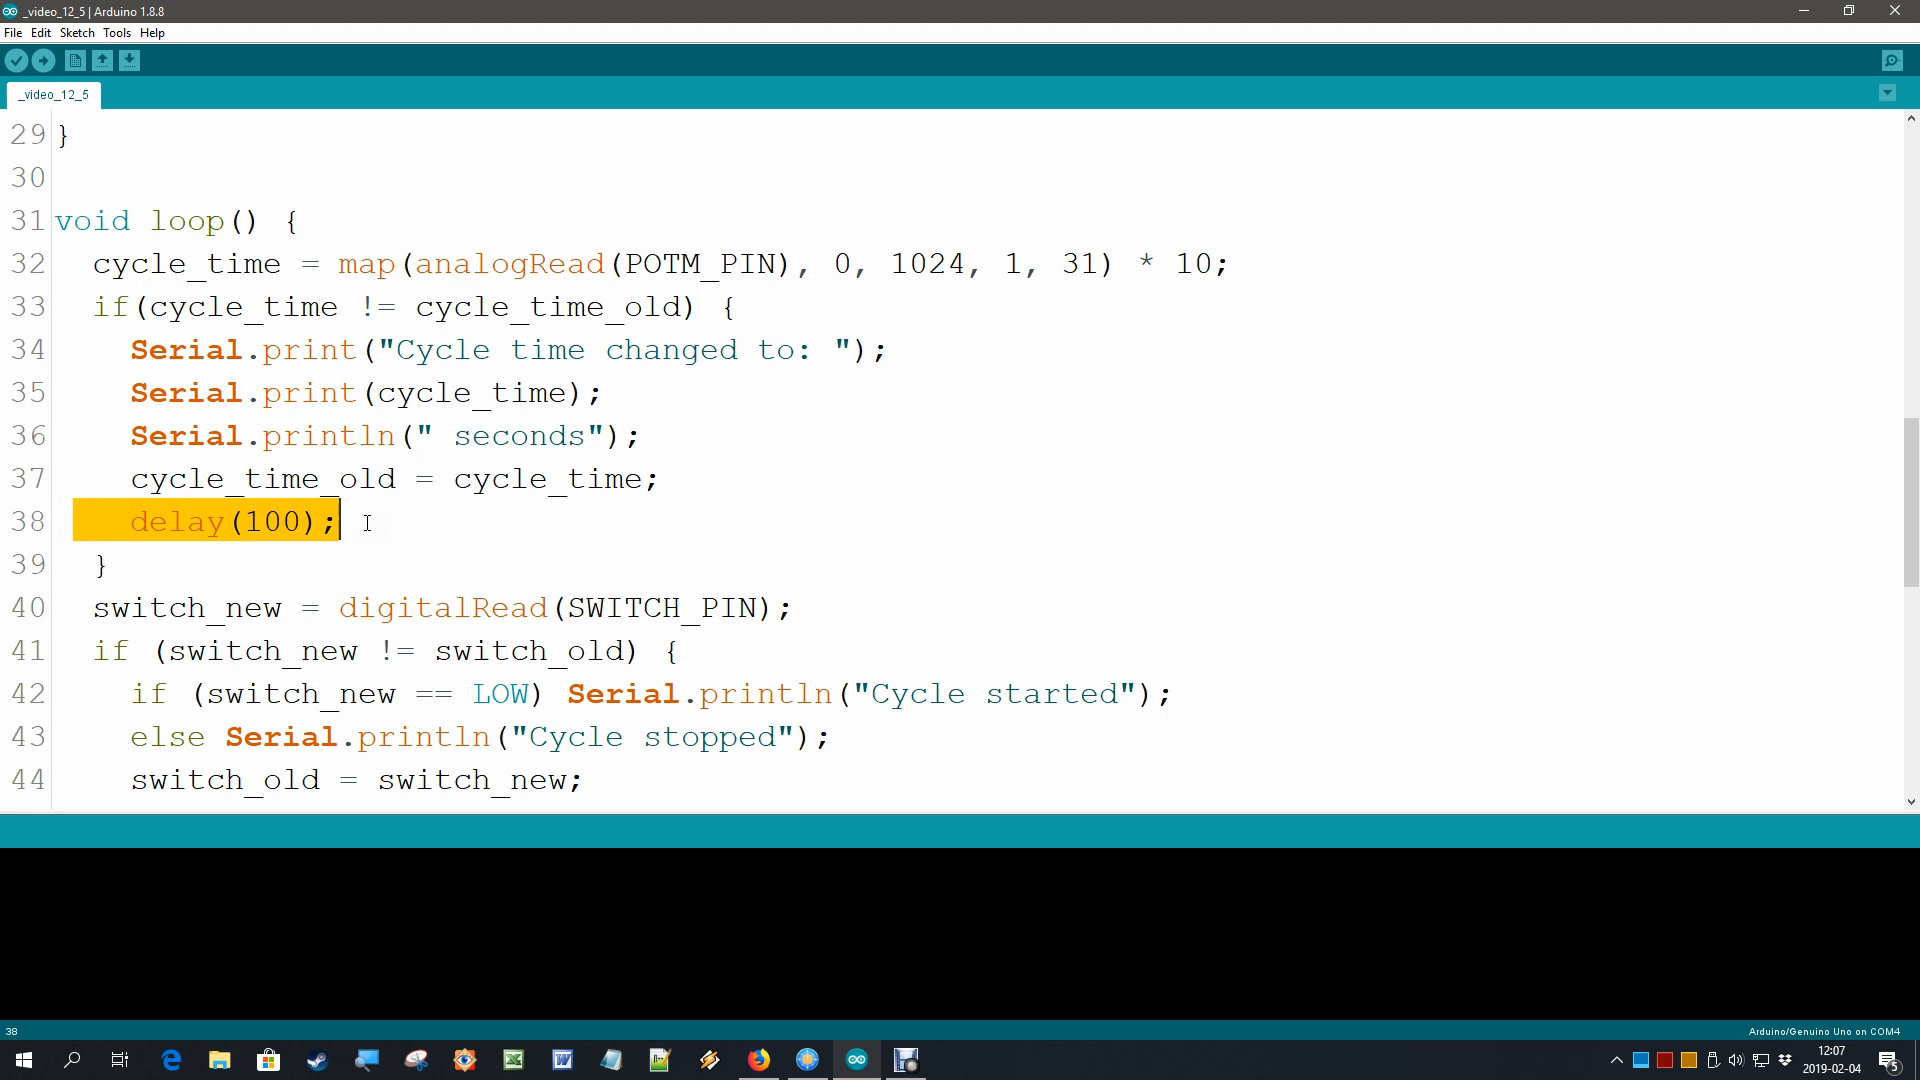 _video_12_5 | Arduino 1.8.8
File Edit Sketch Tools Help
_video_12_5
29 }
30
31 void loop() {
32 cycle_time = map(analogRead(POTM_PIN), 0, 1024, 1, 31) * 10;
33 if(cycle_time != cycle_time_old) {
34 Serial.print("Cycle time changed to: ");
35 Serial.print(cycle_time);
36 Serial.println(" seconds");
37 cycle_time_old = cycle_time;
38 delay(100);
39 }
40 switch_new = digitalRead(SWITCH_PIN);
41 if (switch_new != switch_old) {
42 if (switch_new == LOW) Serial.println("Cycle started");
43 else Serial.println("Cycle stopped");
44 switch_old = switch_new;
38
Arduino/Genuino Uno on COM4
12:07
2019-02-04
5